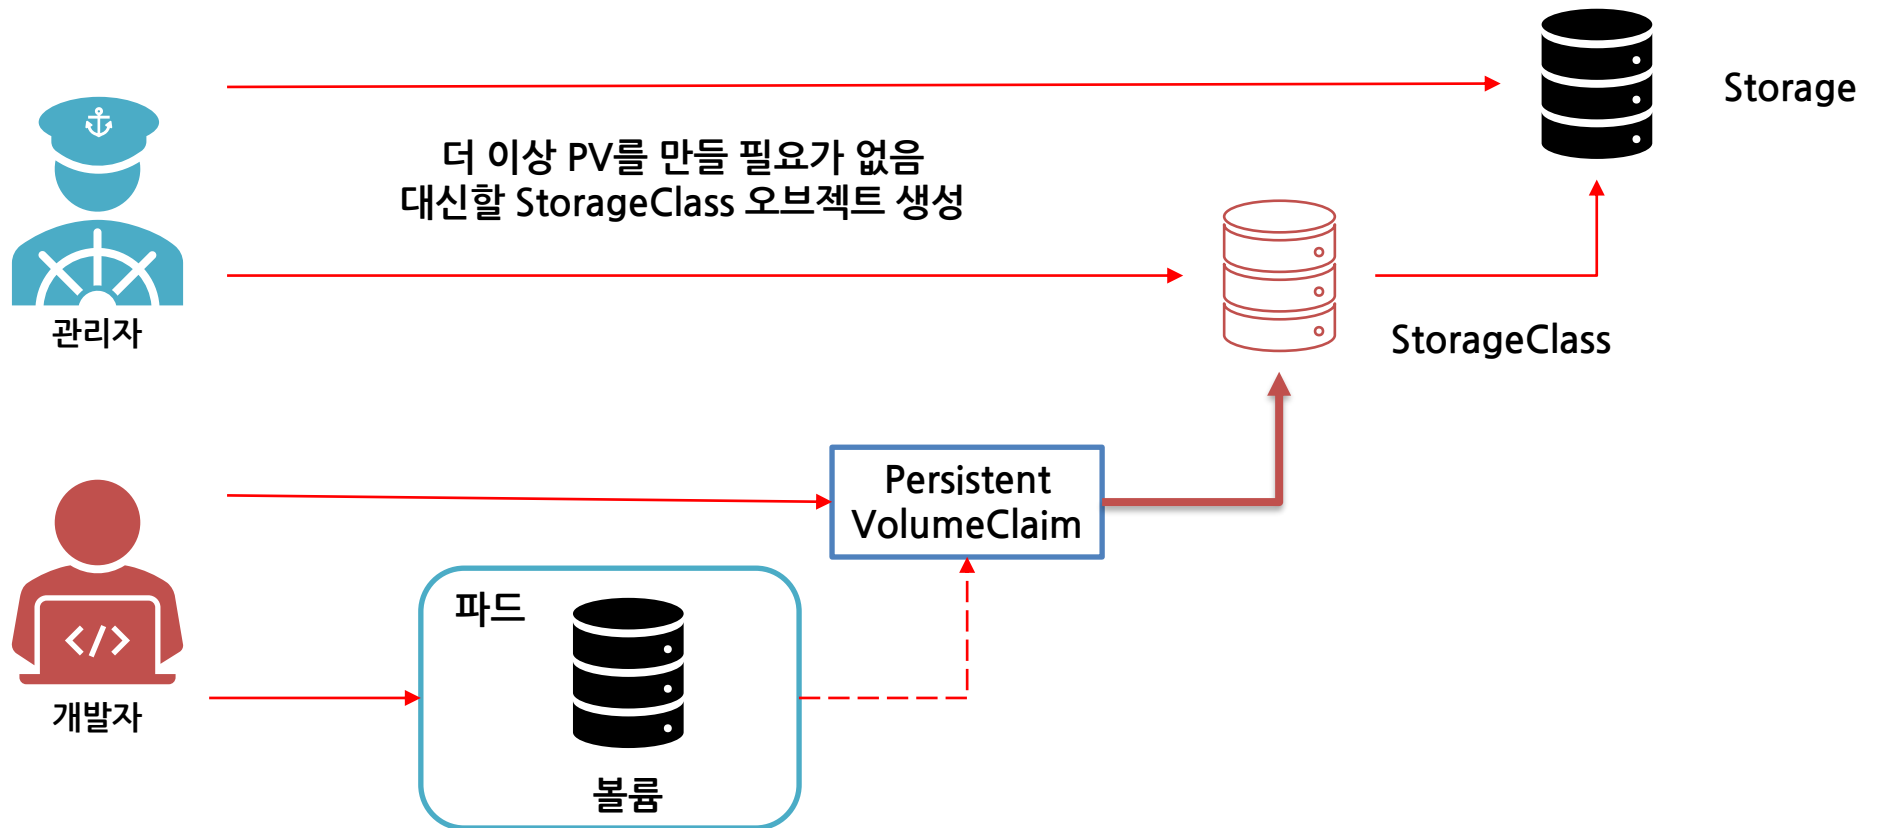 Storage
더 이상 PV를 만들 필요가 없음
대신할 StorageClass 오브젝트 생성
관리자
StorageClass
Persistent
VolumeClaim
파드
</>
개발자
볼륨